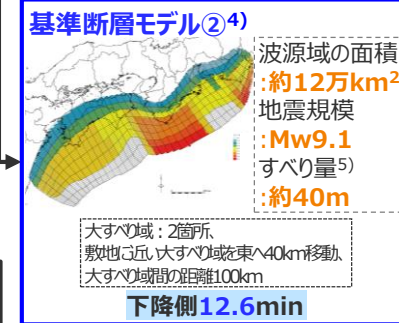 基準断層モデル②4)
波源域の面積
:約12万km2
地震規模
:Mw9.1
すべり量5)
:約40m
大すべり域：2箇所、
敷地に近い大すべり域を東へ40km移動、
大すべり域間の距離100km
下降側12.6min